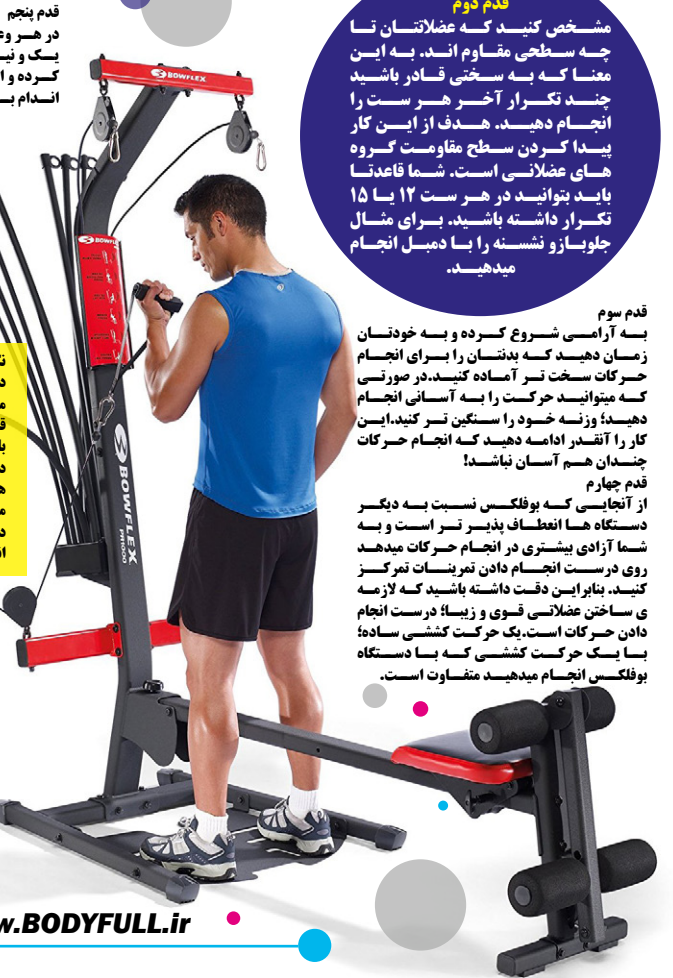 قدم دوم
مشخص کنید که عضلاتتان تا
چه سطحی مقاوم اند. به این
معنا که به سختی قادر باشید
چند تکرار آخر هر ست را
انجام دهید. هدف از این کار
پیدا کردن سطح مقاومت گروه
های عضلانی است. شما قاعدتا
باید بتوانید در هر ست ۱۲ یا ۱۵
تکرار داشته باشید. برای مثال
جلوبازو نشسنه را با دمبل انجام
میدهید.
قدم سوم
به آرامی شروع کرده و به خودتان
زمان دهید که بدنتان را برای انجام
حرکات سخت تر آماده کنید.در صورتی
که میتوانید حرکت را به آسانی انجام
دهید؛ وزنه خود را سنگین تر کنید.این
کار را آنقدر ادامه دهید که انجام حرکات
چندان هم آسان نباشد!
قدم چهارم
از آنجایی که بوفلکس نسبت به دیگر
دستگاه ها انعطاف پذیر تر است و به
شما آزادی بیشتری در انجام حرکات میدهد
روی درست انجام دادن تمرینات تمرکز
کنید. بنابراین دقت داشته باشید که لازمه
ی ساختن عضلاتی قوی و زیبا؛ درست انجام
دادن حرکات است.یک حرکت کششی ساده؛
با یک حرکت کششی که با دستگاه
بوفلکس انجام میدهید متفاوت است.
قدم پنجم
در هر
یک و
کرده و
اندام
BOWFLEX
BOWFLEX
PR1000
w.BODYFULL.ir